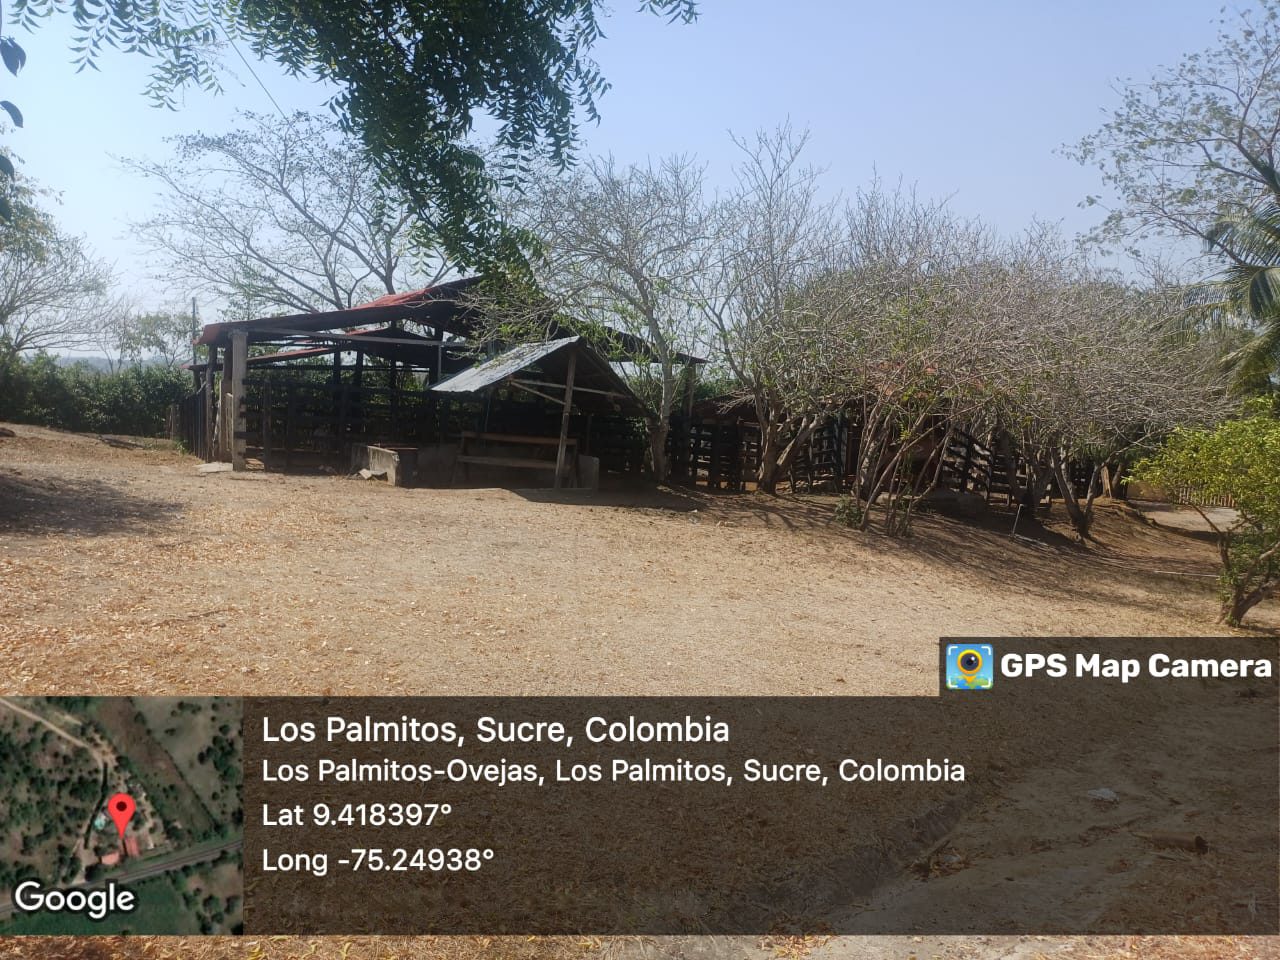 GPS Map Camera
Los Palmitos, Sucre, Colombia
Los Palmitos-Ovejas, Los Palmitos, Sucre, Colombia
Lat 9.418397°
Long -75.24938°
Google